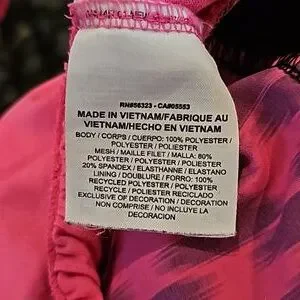 RN#56323 - CA#05553
MADE IN VIETNAM/FABRIQUE AU
VIETNAM/HECHO EN VIETNAM
BODY / CORPS / CUERPO: 100% POLYESTER /
POLYESTER / POLIESTER
MESH / MAILLE FILET / MALLA: 80%
POLYESTER / POLYESTER / POLIESTER
20% SPANDEX / ELASTHANNE / ELASTANO
LINING / DOUBLURE / FORRO: 100%
RECYCLED POLYESTER / POLYESTER
RECYCLE / POLIESTER RECICLADO
EXCLUSIVE OF DECORATION / DECORATION
NON COMPRISE / NO INCLUYE LA
DECORACION